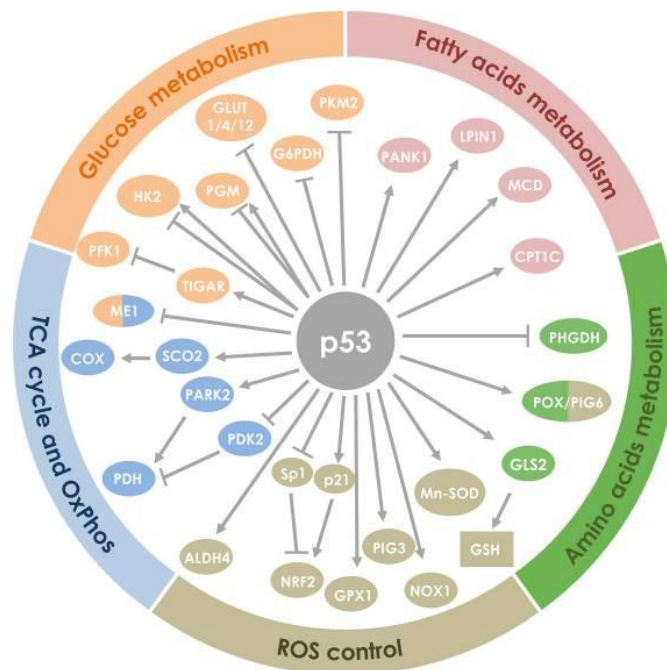 Glucose metabolism
Fatty acids metabolism
Amino acids metabolism
ROS control
TCA cycle and OxPhos
GLUT
1/4/12
PKM2
G6PDH
PGM
HK2
PFK1
TIGAR
ME1
PANK1
LPIN1
MCD
CPT1C
p53
PHGDH
POX/PIG6
GLS2
GSH
COX
SCO2
PARK2
PDK2
PDH
Sp1
p21
Mn-SOD
ALDH4
NRF2
GPX1
PIG3
NOX1